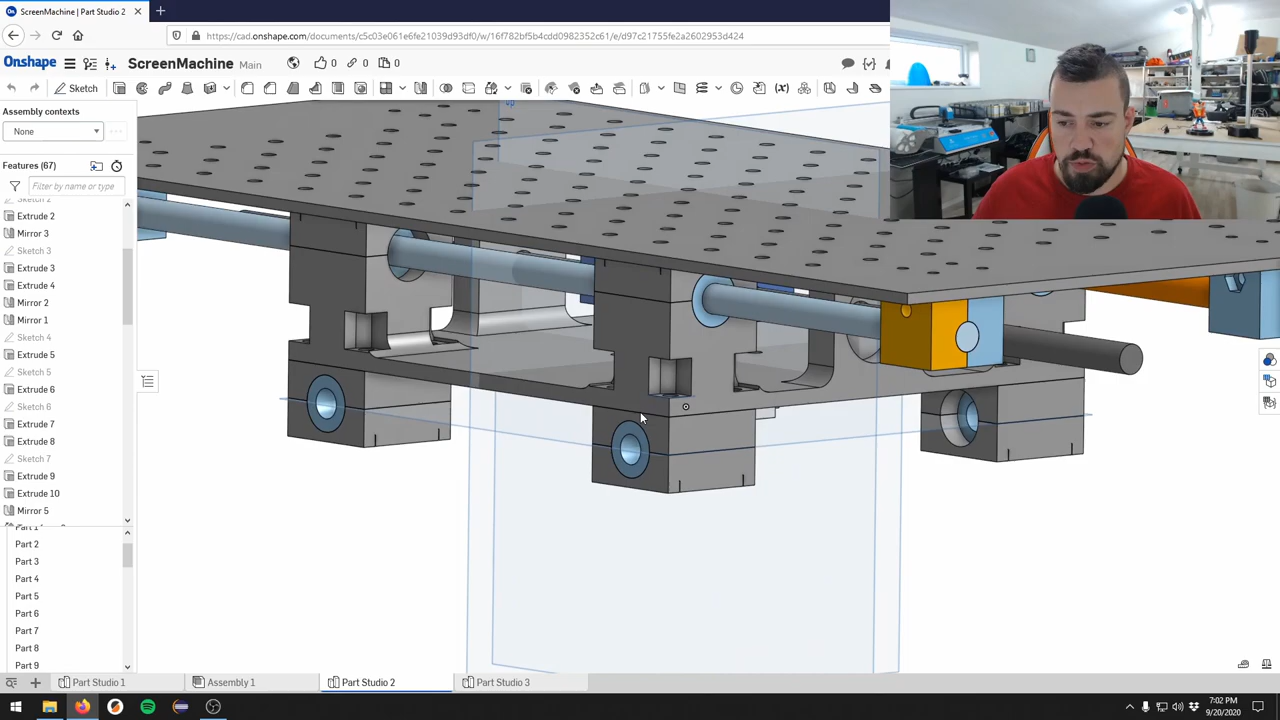 On: ScreenMachine | Part Studio 2
https://cad.onshape.com/documents/c5c03e061e6fe21039d93df0/w/16f782bf5b4cdd0982352c61/e/d97c21755fe2a2602953d424
Onshape
ScreenMachine
Main
0
0
0
Sketch
Assembly contexts
None
Features (67)
Filter by name or type
Sketch 2
Extrude 2
Mirror 3
Sketch 3
Extrude 3
Extrude 4
Mirror 2
Mirror 1
Sketch 4
Extrude 5
Sketch 5
Extrude 6
Sketch 6
Extrude 7
Extrude 8
Sketch 7
Extrude 9
Extrude 10
Mirror 5
Part 2
Part 3
Part 4
Part 5
Part 6
Part 7
Part 8
Part 9
Part Studio 1
Assembly 1
Part Studio 2
Part Studio 3
7:02 PM
9/20/2020